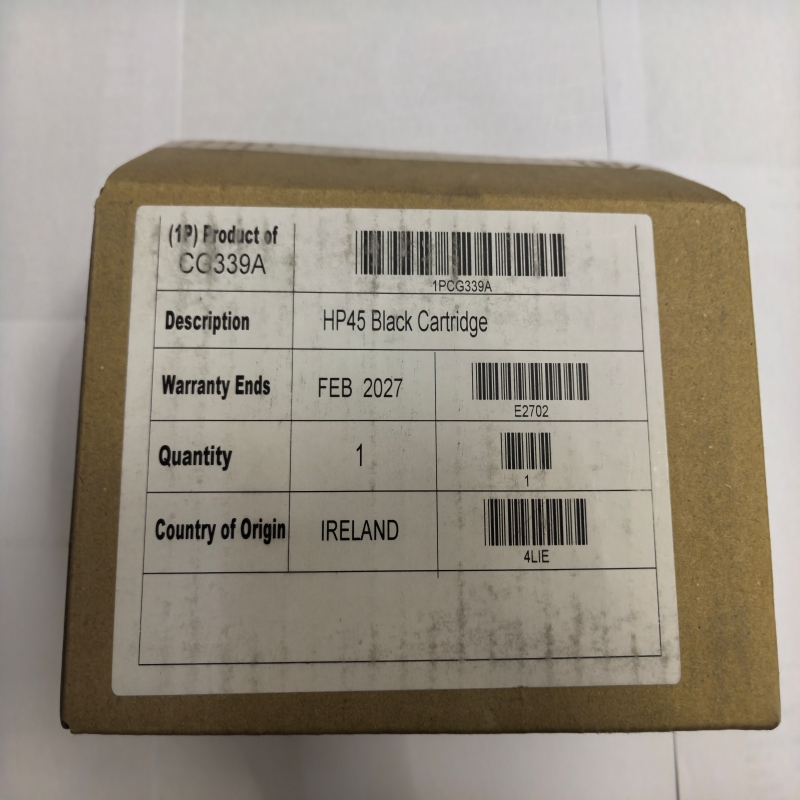 (1P) Product of
CG339A
1PCG339A
Description
HP45 Black Cartridge
Warranty Ends
FEB 2027
E2702
Quantity
1
1
Country of Origin
IRELAND
4LIE